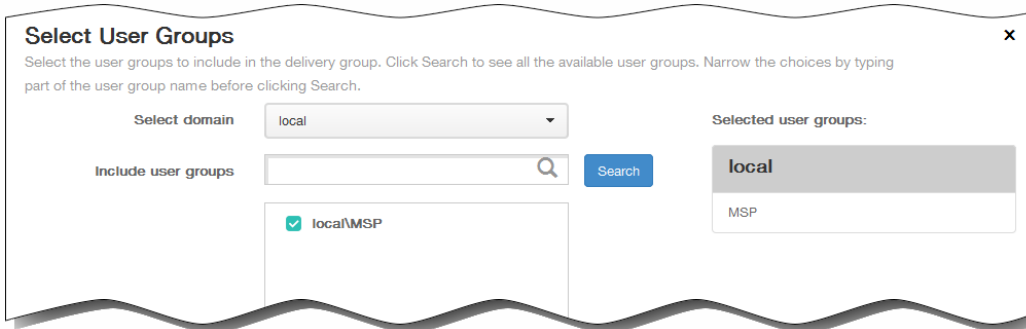 Select User Groups
Select the user groups to include in the delivery group. Click Search to see all the available user groups. Narrow the choices by typing
part of the user group name before clicking Search.
Select domain
local
Selected user groups:
Include user groups
Search
local
MSP
local\MSP